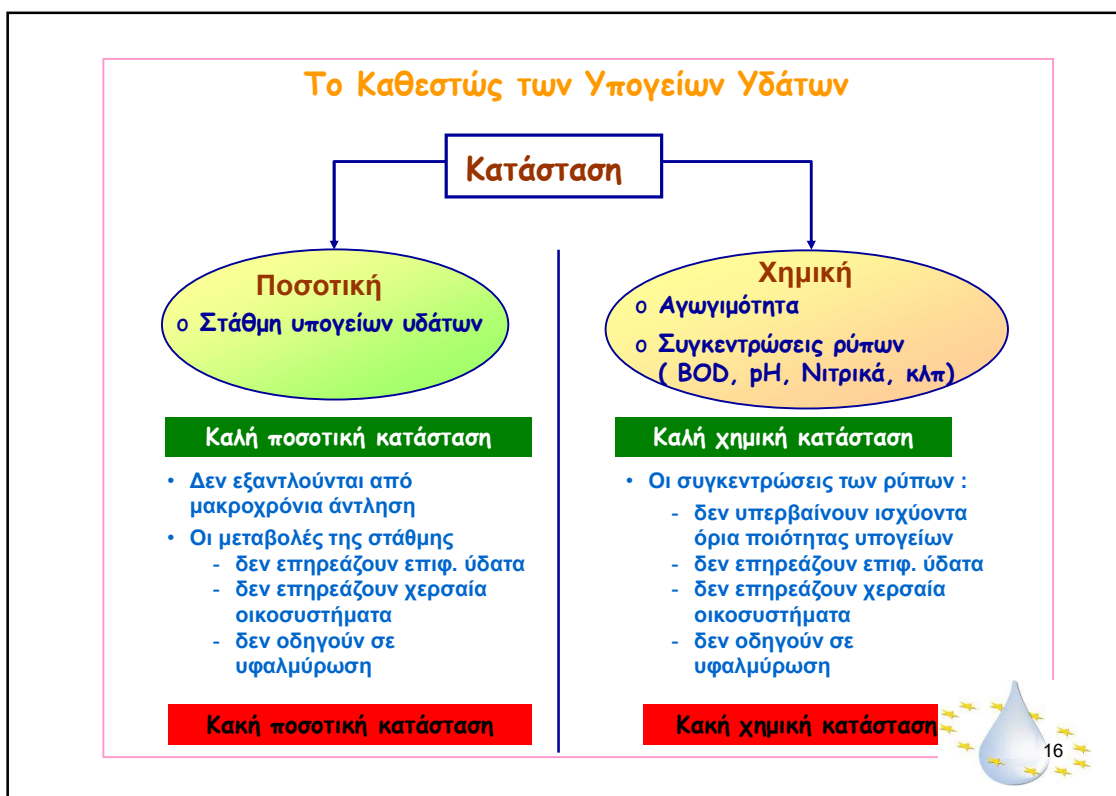 Το Καθεστώς των Υπογείων Υδάτων
Κατάσταση
Ποσοτική
o Στάθμη υπογείων υδάτων
Καλή ποσοτική κατάσταση
• Δεν εξαντλούνται από
μακροχρόνια άντληση
• Οι μεταβολές της στάθμης
- δεν επηρεάζουν επιφ. ύδατα
- δεν επηρεάζουν χερσαία
οικοσυστήματα
- δεν οδηγούν σε
υφαλμύρωση
Κακή ποσοτική κατάσταση
Χημική
o Αγωγιμότητα
o Συγκεντρώσεις ρύπων
( BOD, pH, Νιτρικά, κλπ)
Καλή χημική κατάσταση
• Οι συγκεντρώσεις των ρύπων :
- δεν υπερβαίνουν ισχύοντα
όρια ποιότητας υπογείων
- δεν επηρεάζουν επιφ. ύδατα
- δεν επηρεάζουν χερσαία
οικοσυστήματα
- δεν οδηγούν σε
υφαλμύρωση
Κακή χημική κατάσταση
16